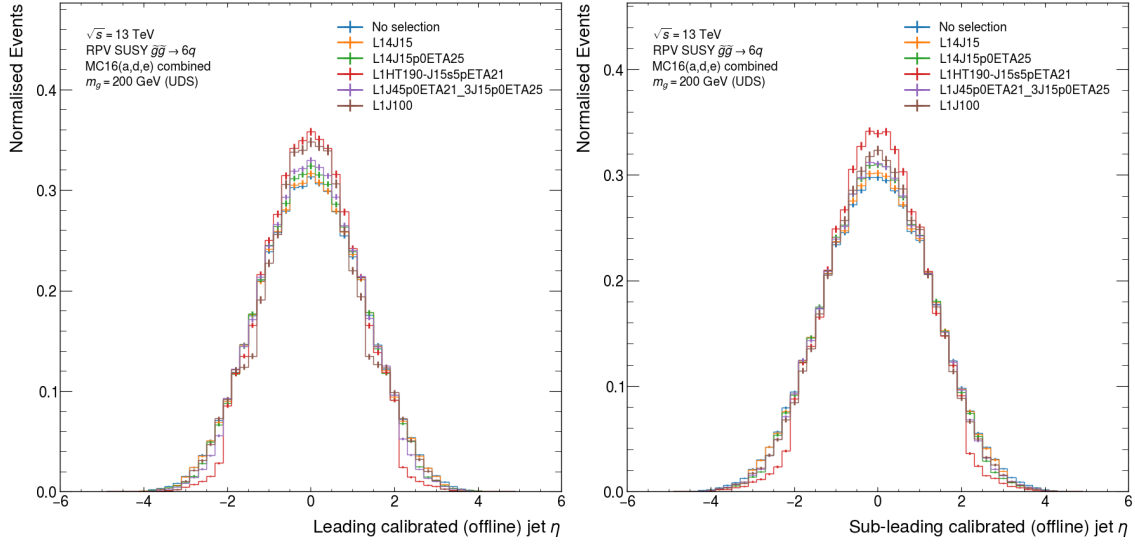 Normalised Events
√s = 13 TeV
RPV SUSY g̃g̃ → 6q
MC16(a,d,e) combined
m_g = 200 GeV (UDS)
No selection
L14J15
L14J15p0ETA25
L1HT190-J15s5pETA21
L1J45p0ETA21_3J15p0ETA25
L1J100
0.4
0.3
0.2
0.1
0.0
−6 −4 −2 0 2 4 6
Leading calibrated (offline) jet η
Normalised Events
√s = 13 TeV
RPV SUSY g̃g̃ → 6q
MC16(a,d,e) combined
m_g = 200 GeV (UDS)
No selection
L14J15
L14J15p0ETA25
L1HT190-J15s5pETA21
L1J45p0ETA21_3J15p0ETA25
L1J100
0.4
0.3
0.2
0.1
0.0
−6 −4 −2 0 2 4 6
Sub-leading calibrated (offline) jet η